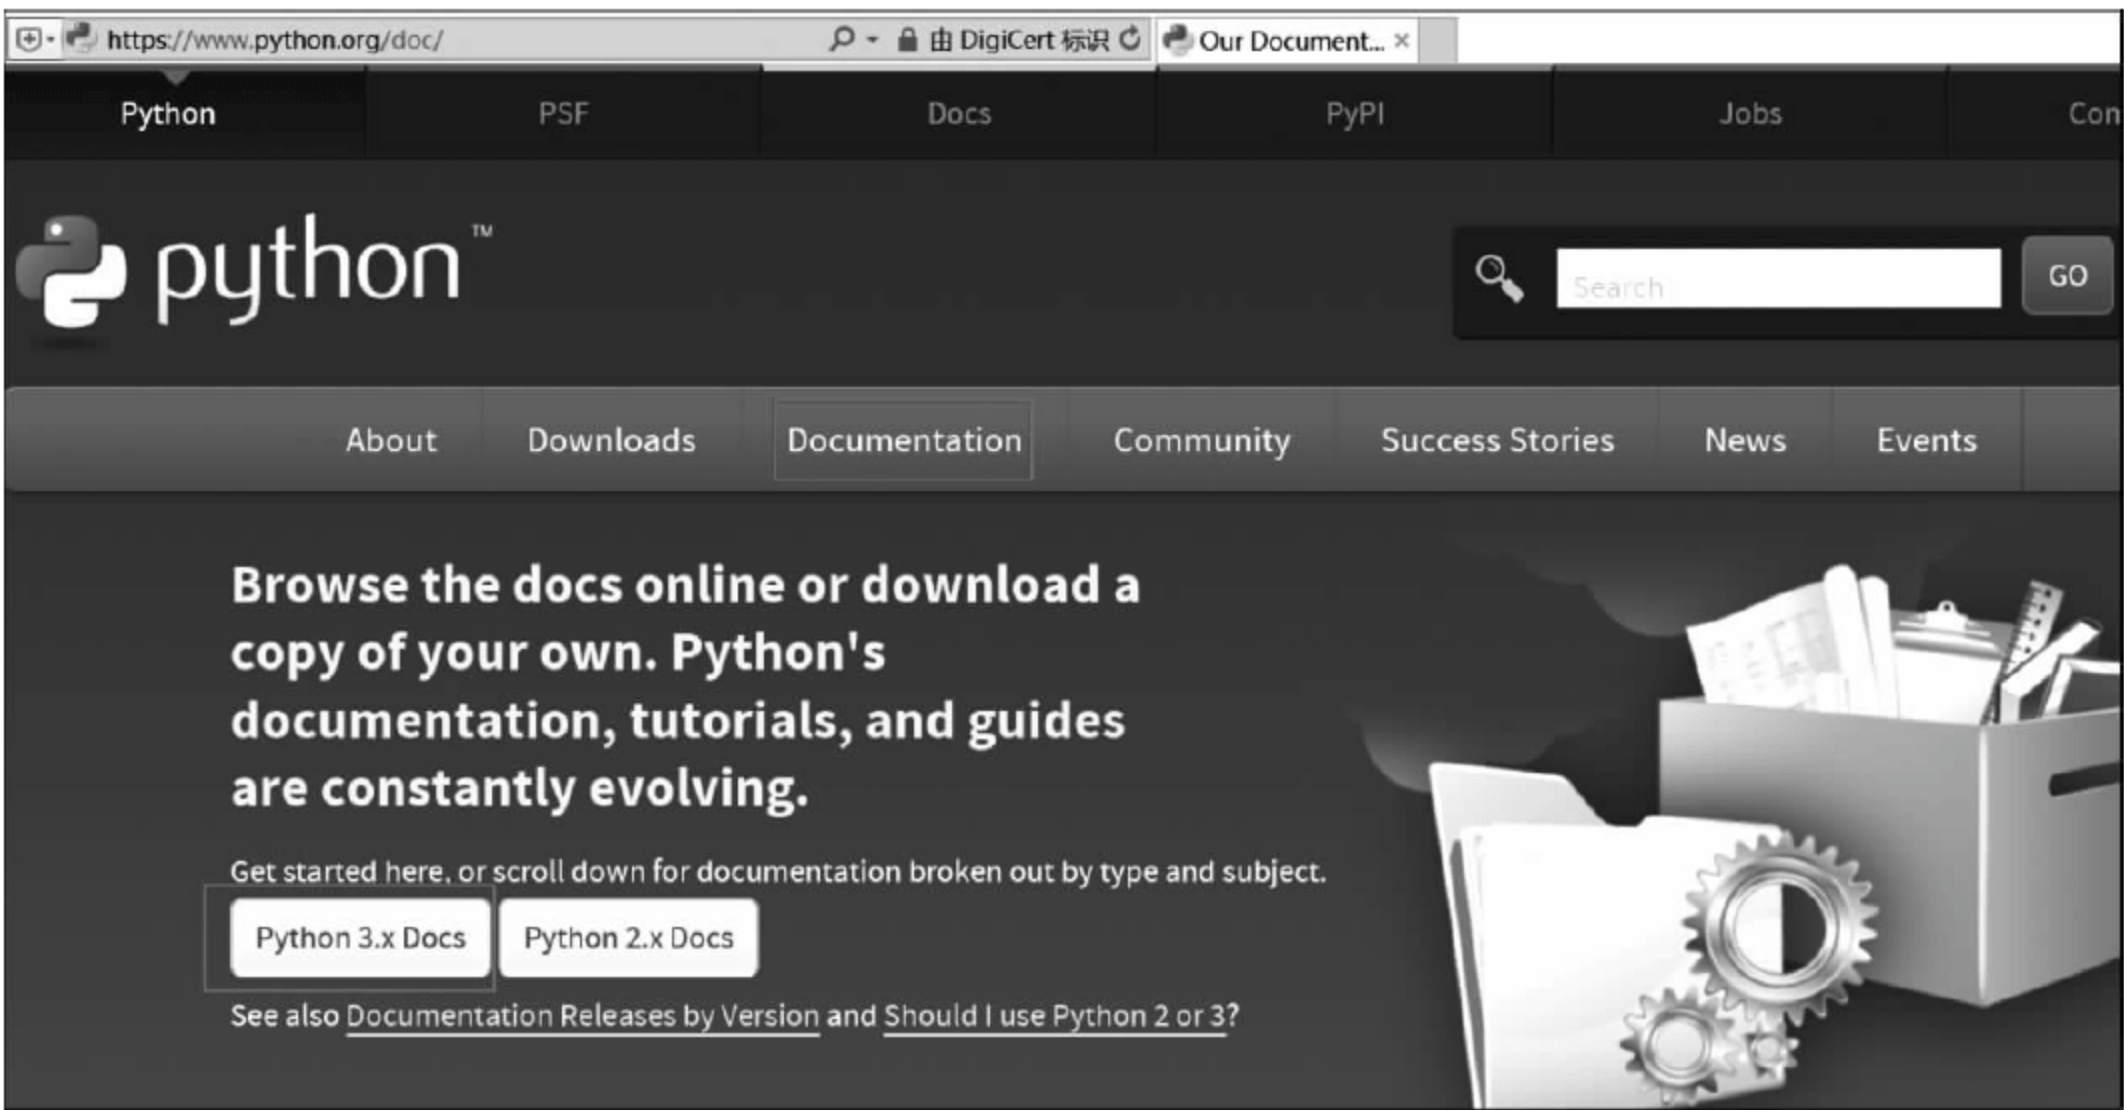 https://www.python.org/doc/ 由 DigiCert 标识 Our Document...
Python PSF Docs PyPI Jobs Con
python™
Search GO
About Downloads Documentation Community Success Stories News Events
Browse the docs online or download a
copy of your own. Python's
documentation, tutorials, and guides
are constantly evolving.
Get started here, or scroll down for documentation broken out by type and subject.
Python 3.x Docs Python 2.x Docs
See also Documentation Releases by Version and Should I use Python 2 or 3?